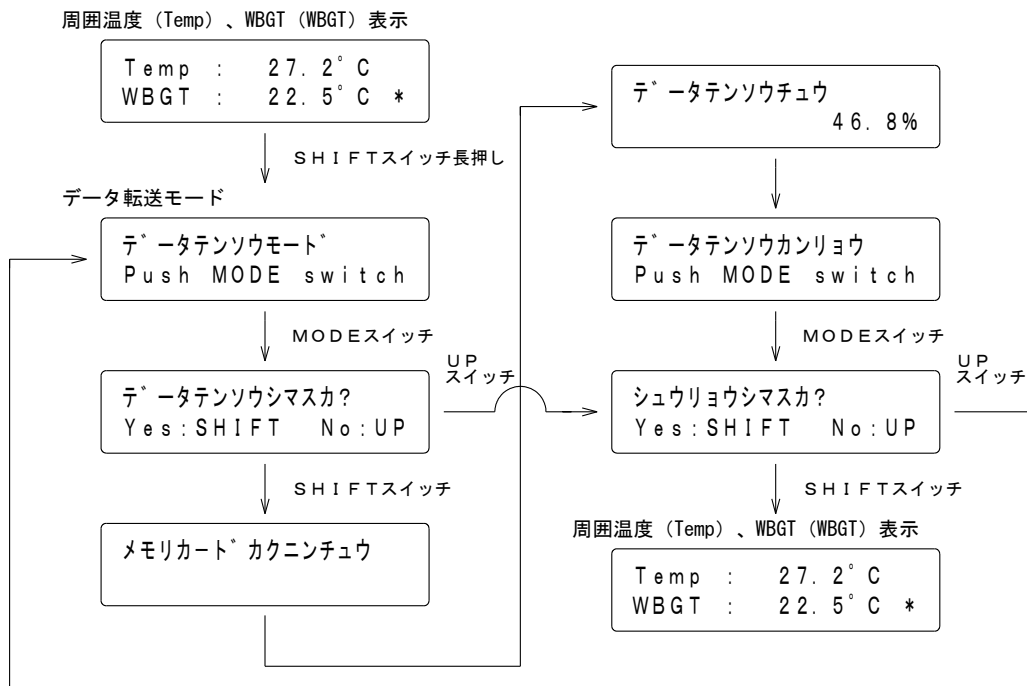 周囲温度（Temp）、WBGT（WBGT）表示
Temp : 27.2°C
WBGT : 22.5°C *
SHIFTスイッチ長押し
データ転送モード
デ゛ータテンソウモート゛
Push MODE switch
MODEスイッチ
デ゛ータテンソウシマスカ?
Yes:SHIFT No:UP
UP
スイッチ
SHIFTスイッチ
メモリカート゛カクニンチュウ
デ゛ータテンソウチュウ
46.8%
デ゛ータテンソウカンリョウ
Push MODE switch
MODEスイッチ
シュウリョウシマスカ?
Yes:SHIFT No:UP
UP
スイッチ
SHIFTスイッチ
周囲温度（Temp）、WBGT（WBGT）表示
Temp : 27.2°C
WBGT : 22.5°C *